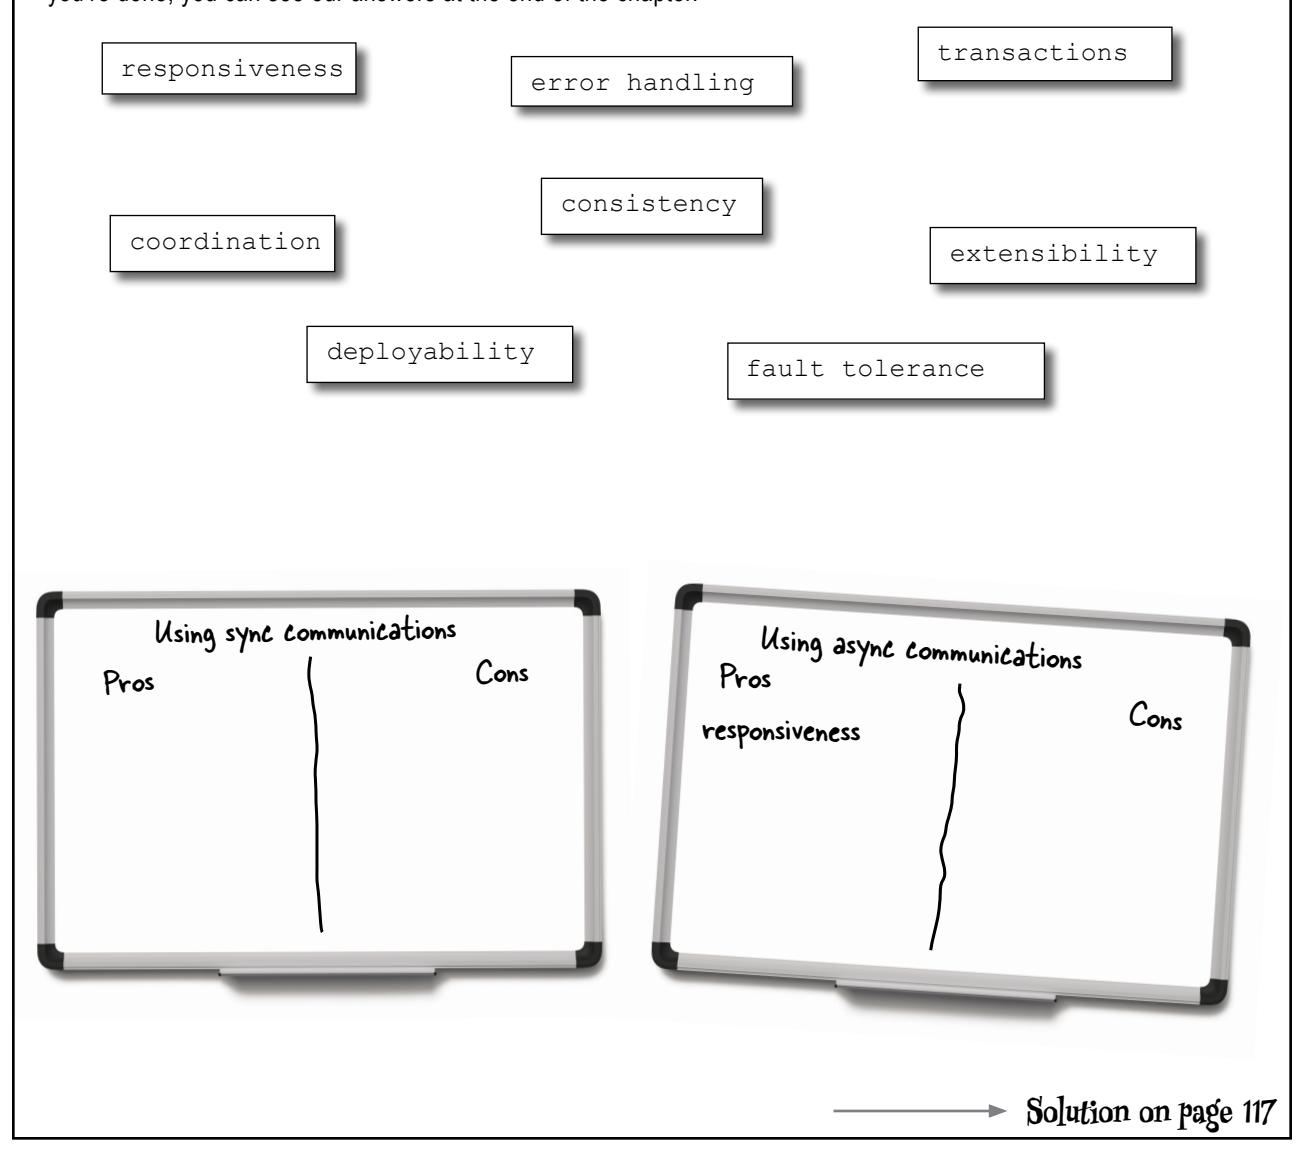 you're done, you can see our answers at the end of the chapter.
responsiveness
error handling
transactions
consistency
coordination
extensibility
deployability
fault tolerance
Using sync communications
Pros
Cons
Using async communications
Pros
Cons
responsiveness
Solution on page 117